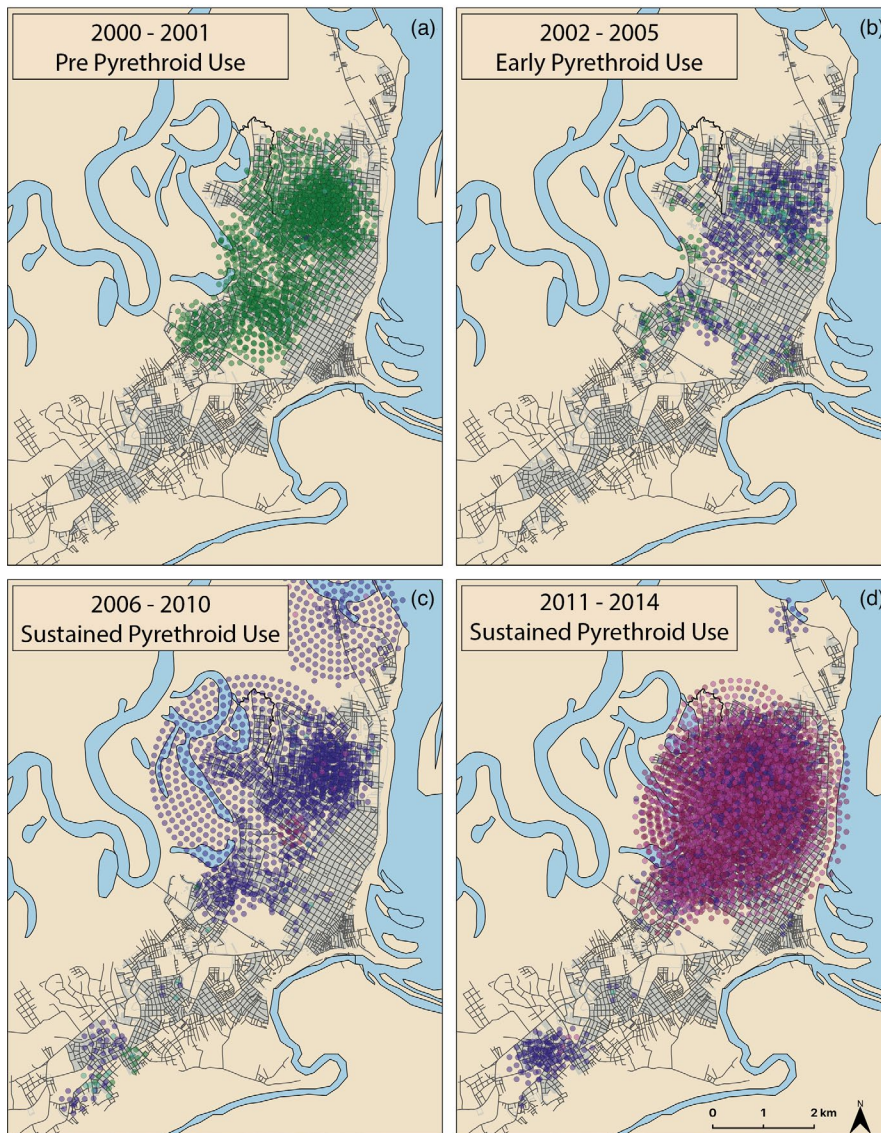 2000 - 2001
Pre Pyrethroid Use
(a)
2002 - 2005
Early Pyrethroid Use
(b)
2006 - 2010
Sustained Pyrethroid Use
(c)
2011 - 2014
Sustained Pyrethroid Use
(d)
0 1 2 km
N